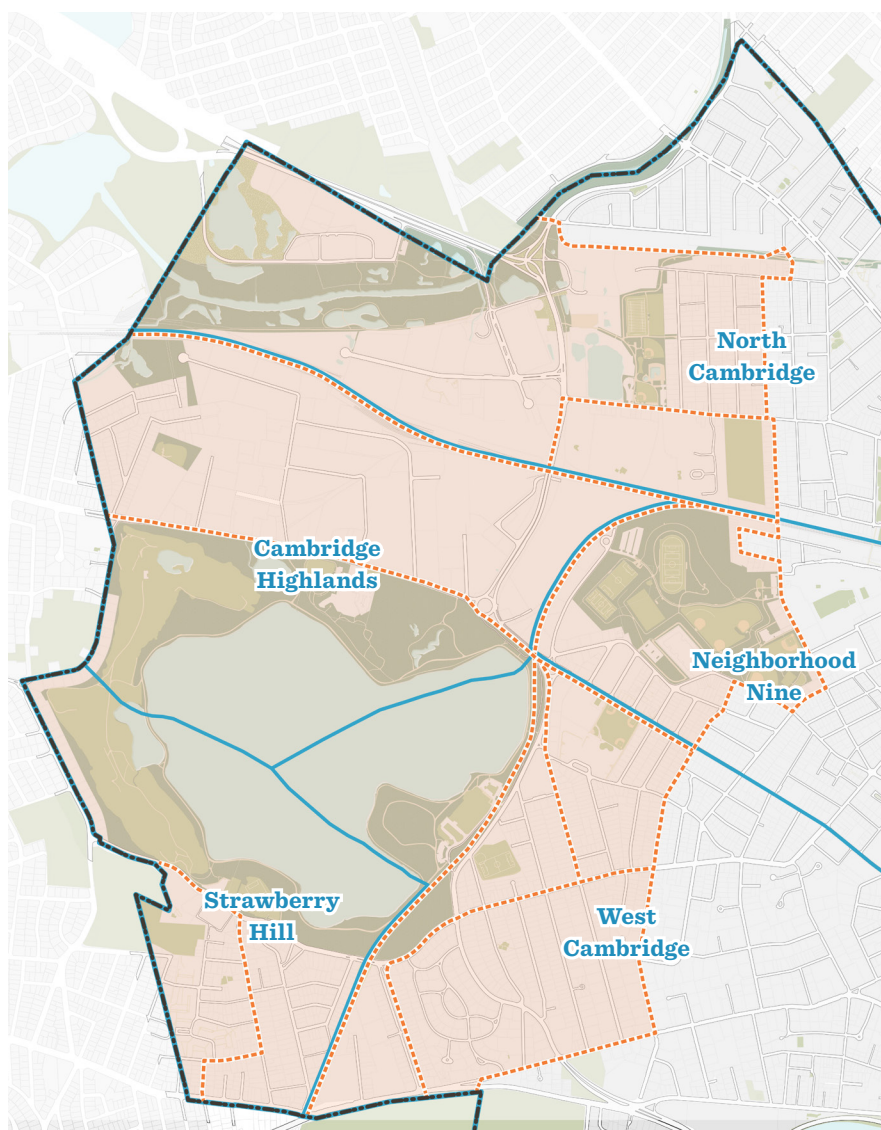 North
Cambridge
Cambridge
Highlands
Neighborhood
Nine
Strawberry
Hill
West
Cambridge